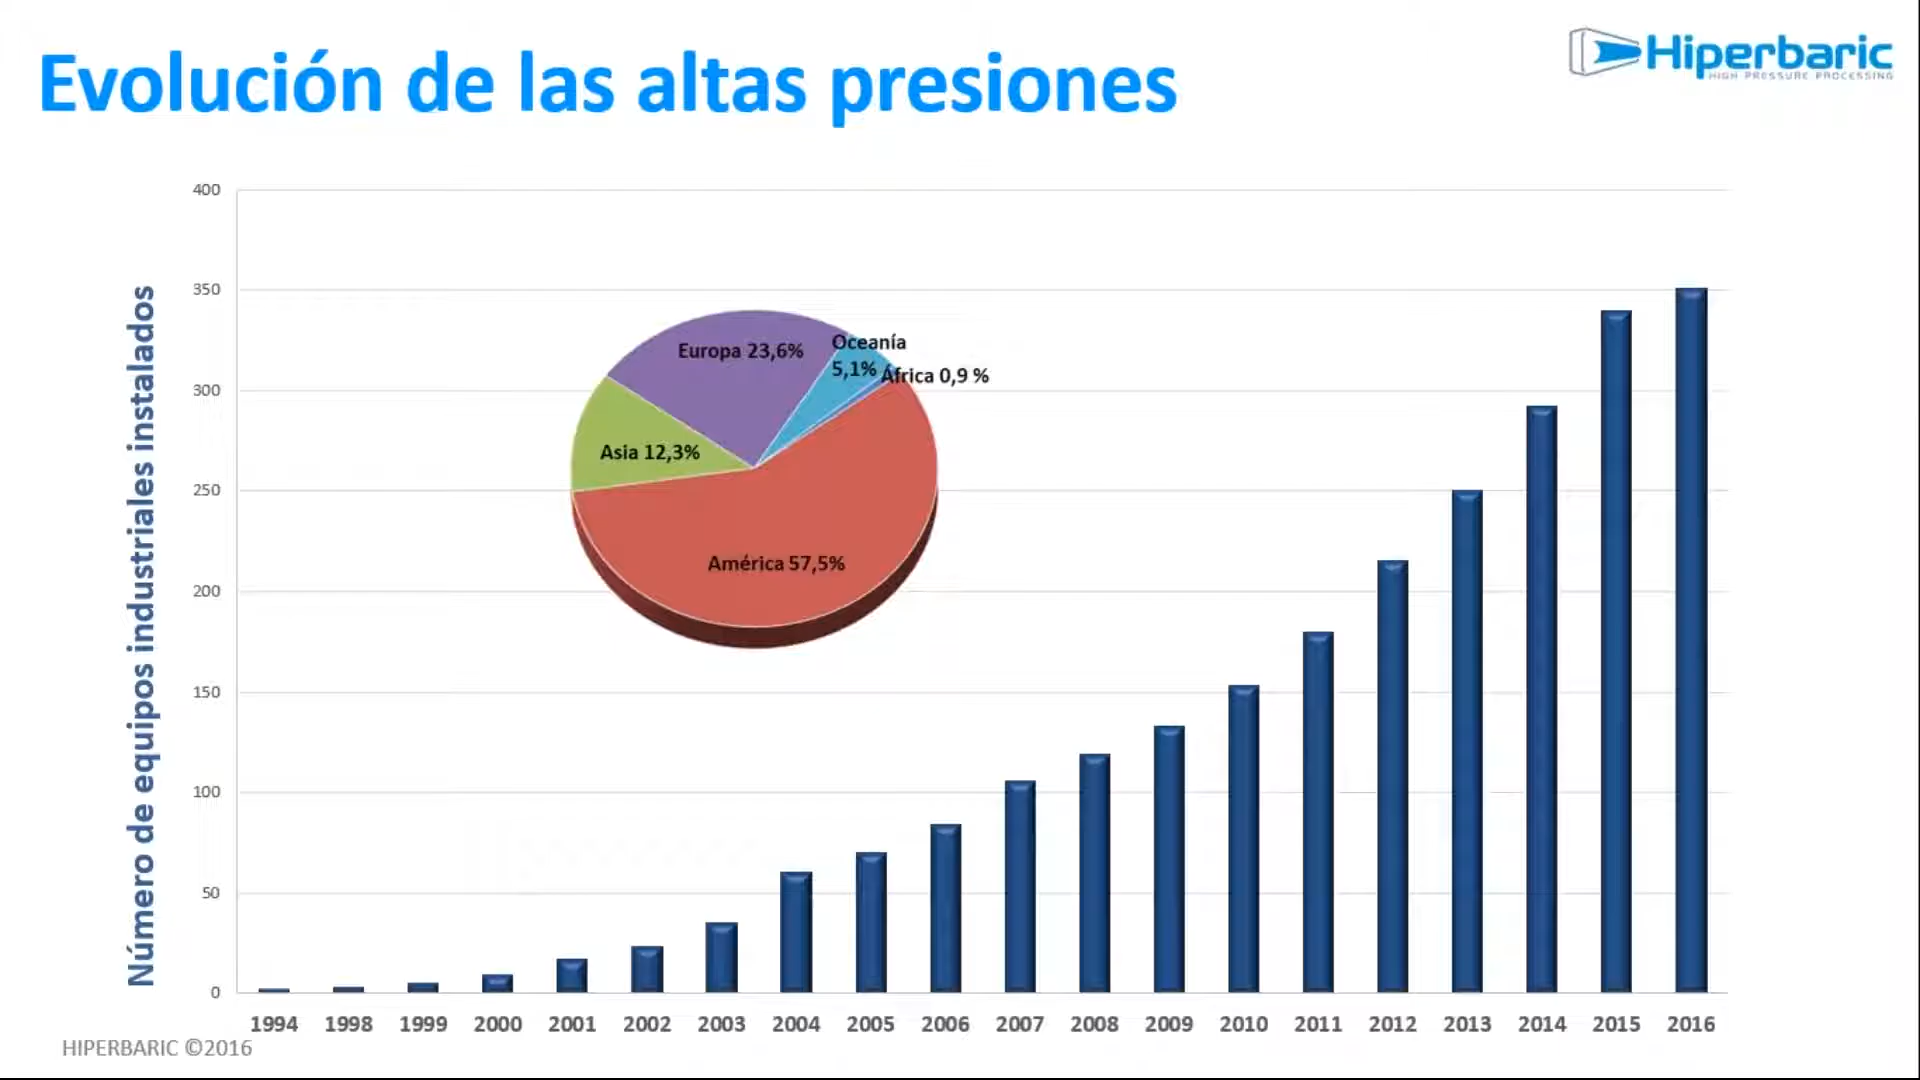 Evolución de las altas presiones
Hiperbaric
HIGH PRESSURE PROCESSING
Número de equipos industriales instalados
400
350
300
250
200
150
100
50
0
Europa 23,6%
Oceanía
5,1%
África 0,9 %
Asia 12,3%
América 57,5%
1994 1998 1999 2000 2001 2002 2003 2004 2005 2006 2007 2008 2009 2010 2011 2012 2013 2014 2015 2016
HIPERBARIC ©2016